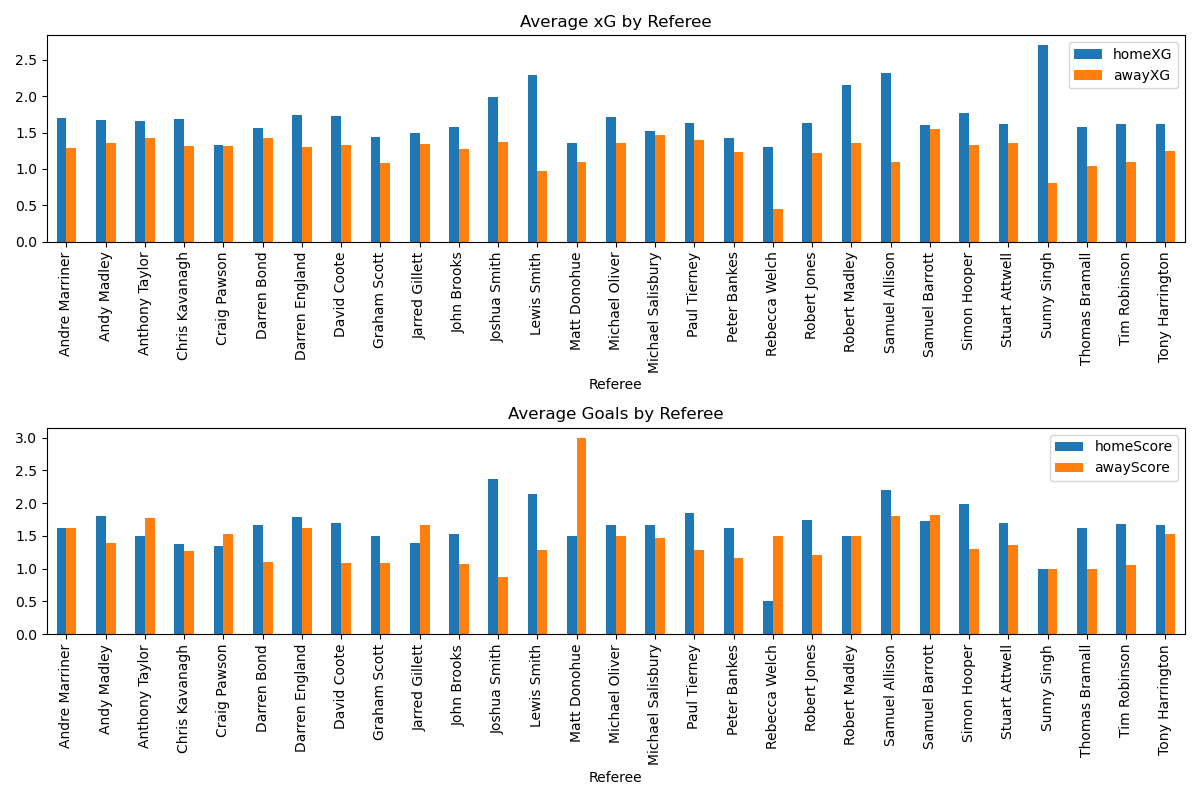 Average xG by Referee
homeXG
awayXG
2.5
2.0
1.5
1.0
0.5
0.0
Andre Marriner
Andy Madley
Anthony Taylor
Chris Kavanagh
Craig Pawson
Darren Bond
Darren England
David Coote
Graham Scott
Jarred Gillett
John Brooks
Joshua Smith
Lewis Smith
Matt Donohue
Michael Oliver
Michael Salisbury
Paul Tierney
Peter Bankes
Rebecca Welch
Robert Jones
Robert Madley
Samuel Allison
Samuel Barrott
Simon Hooper
Stuart Attwell
Sunny Singh
Thomas Bramall
Tim Robinson
Tony Harrington
Referee
Average Goals by Referee
homeScore
awayScore
3.0
2.5
2.0
1.5
1.0
0.5
0.0
Andre Marriner
Andy Madley
Anthony Taylor
Chris Kavanagh
Craig Pawson
Darren Bond
Darren England
David Coote
Graham Scott
Jarred Gillett
John Brooks
Joshua Smith
Lewis Smith
Matt Donohue
Michael Oliver
Michael Salisbury
Paul Tierney
Peter Bankes
Rebecca Welch
Robert Jones
Robert Madley
Samuel Allison
Samuel Barrott
Simon Hooper
Stuart Attwell
Sunny Singh
Thomas Bramall
Tim Robinson
Tony Harrington
Referee